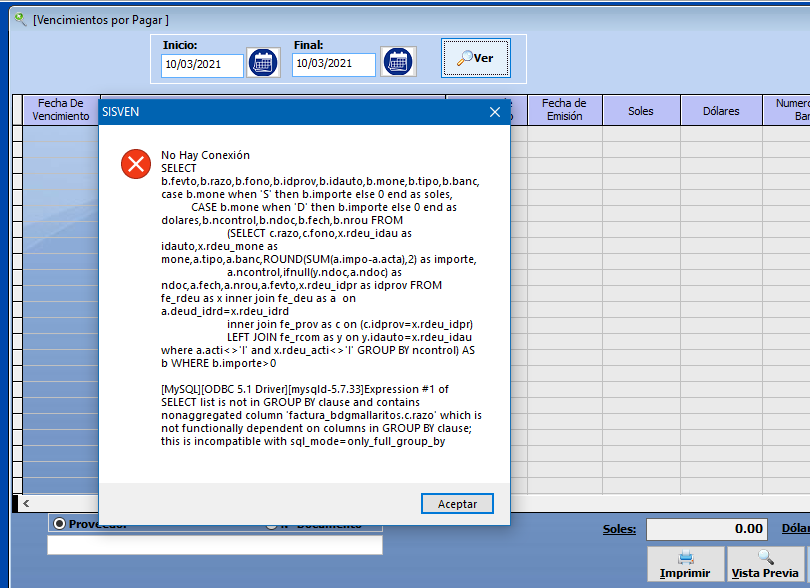 [Vencimientos por Pagar ]
Inicio:
Final:
10/03/2021
10/03/2021
Ver
Fecha De
Vencimiento
Fecha de
Emisión
Soles
Dólares
SISVEN
No Hay Conexión
SELECT
b.fevto,b.razo,b.fono,b.idprov,b.idauto,b.mone,b.tipo,b.banc,
case b.mone when 'S' then b.importe else 0 end as soles,
CASE b.mone when 'D' then b.importe else 0 end as
dolares,b.ncontrol,b.ndoc,b.fech,b.nrou FROM
(SELECT c.razo,c.fono,x.rdeu_idau as
idauto,x.rdeu_mone as
mone,a.tipo,a.banc,ROUND(SUM(a.impo-a.acta),2) as importe,
a.ncontrol,ifnull(y.ndoc,a.ndoc) as
ndoc,a.fech,a.nrou,a.fevto,x.rdeu_idpr as idprov FROM
fe_rdeu as x inner join fe_deu as a on
a.deud_idrd=x.rdeu_idrd
inner join fe_prov as c on (c.idprov=x.rdeu_idpr)
LEFT JOIN fe_rcom as y on y.idauto=x.rdeu_idau
where a.acti<>'I' and x.rdeu_acti<>'I' GROUP BY ncontrol) AS
b WHERE b.importe>0
[MySQL][ODBC 5.1 Driver][mysqld-5.7.33]Expression #1 of
SELECT list is not in GROUP BY clause and contains
nonaggregated column 'factura_bdgmallaritos.c.razo' which is
not functionally dependent on columns in GROUP BY clause;
this is incompatible with sql_mode=only_full_group_by
Aceptar
Soles:
0.00
Imprimir
Vista Previa